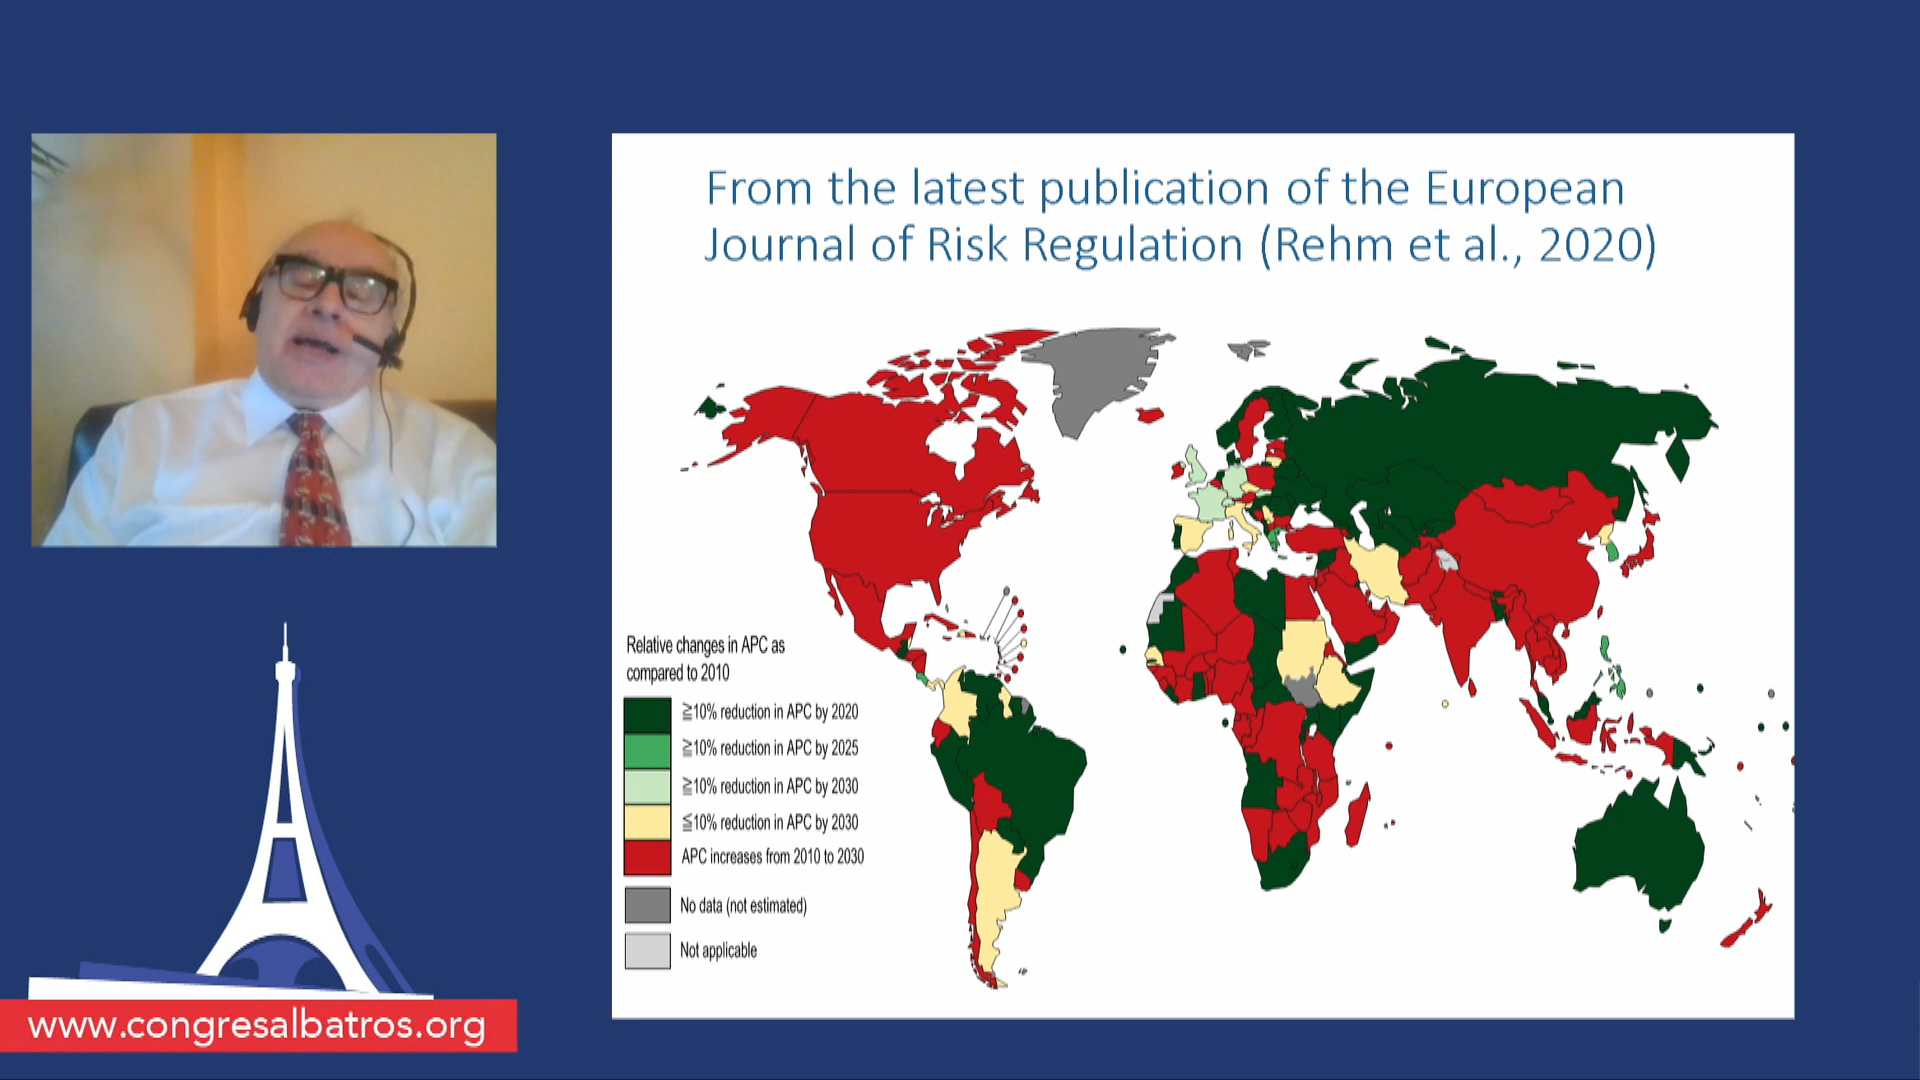 From the latest publication of the European
Journal of Risk Regulation (Rehm et al., 2020)
Relative changes in APC as
compared to 2010
≧10% reduction in APC by 2020
≧10% reduction in APC by 2025
≧10% reduction in APC by 2030
≦10% reduction in APC by 2030
APC increases from 2010 to 2030
No data (not estimated)
Not applicable
www.congresalbatros.org